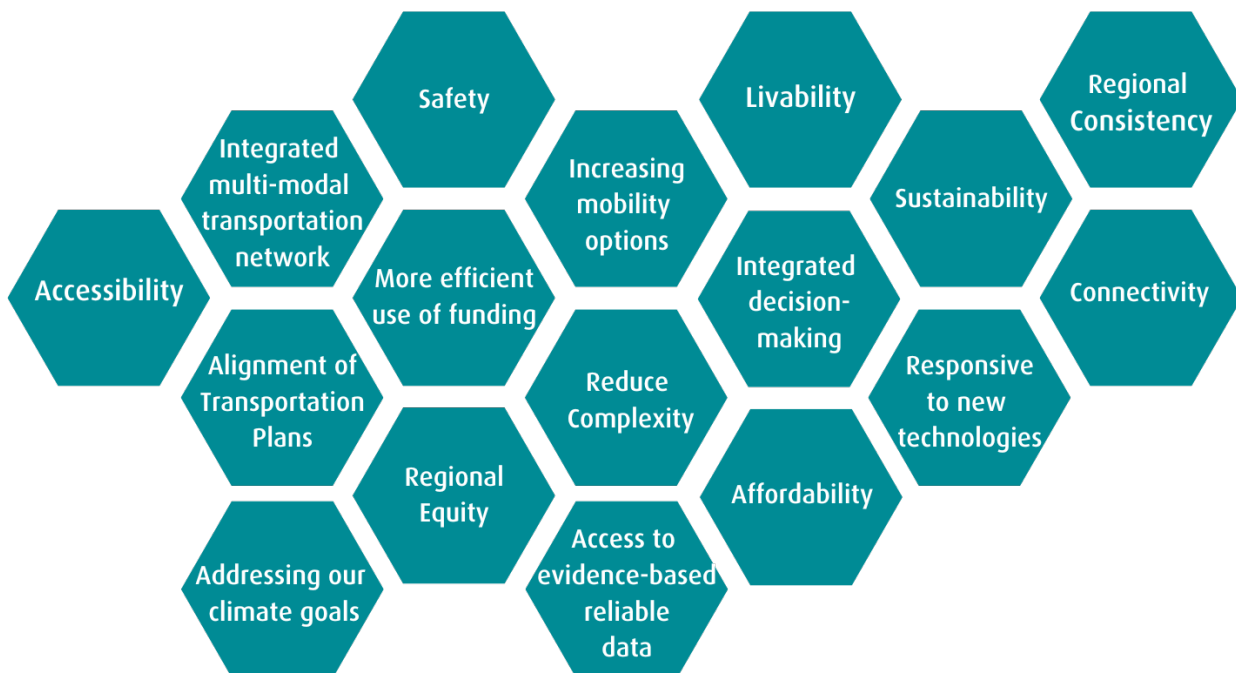 Safety
Livability
Regional
Consistency
Integrated
multi-modal
transportation
network
Increasing
mobility
options
Sustainability
Accessibility
More efficient
use of funding
Integrated
decision-
making
Connectivity
Alignment of
Transportation
Plans
Reduce
Complexity
Responsive
to new
technologies
Regional
Equity
Affordability
Addressing our
climate goals
Access to
evidence-based
reliable
data